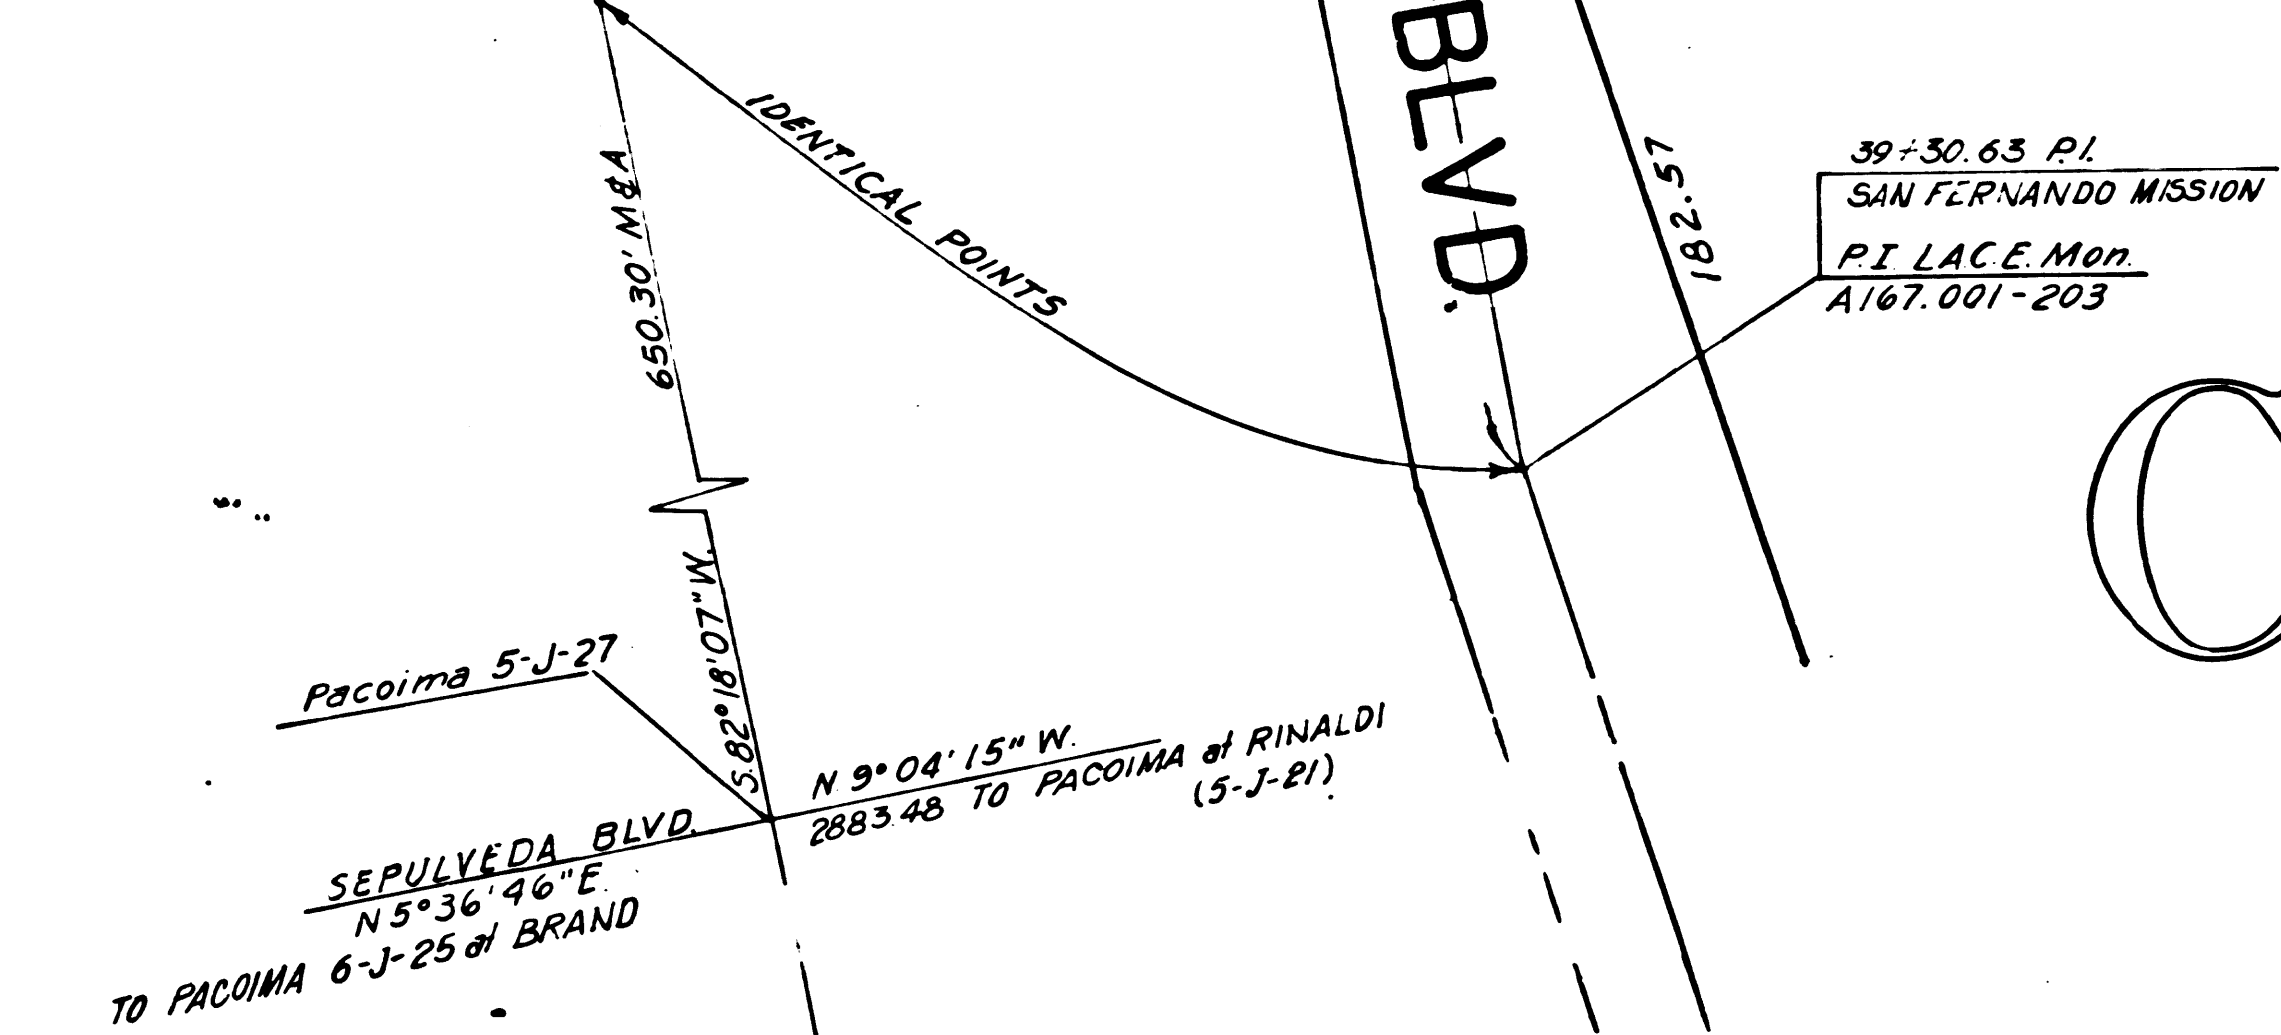 BLVD.
IDENTICAL POINTS
650.30' M&A
182.57
39+30.63 P.I.
SAN FERNANDO MISSION
P.I. L.A.C.E. Mon.
A167.001-203
S.82°18'07"W.
Pacoima 5-J-27
N 9°04'15" W.
2883.48 TO PACOIMA at RINALDI
(5-J-21)
SEPULVEDA BLVD.
N 5°36'46"E.
TO PACOIMA 6-J-25 at BRAND
C